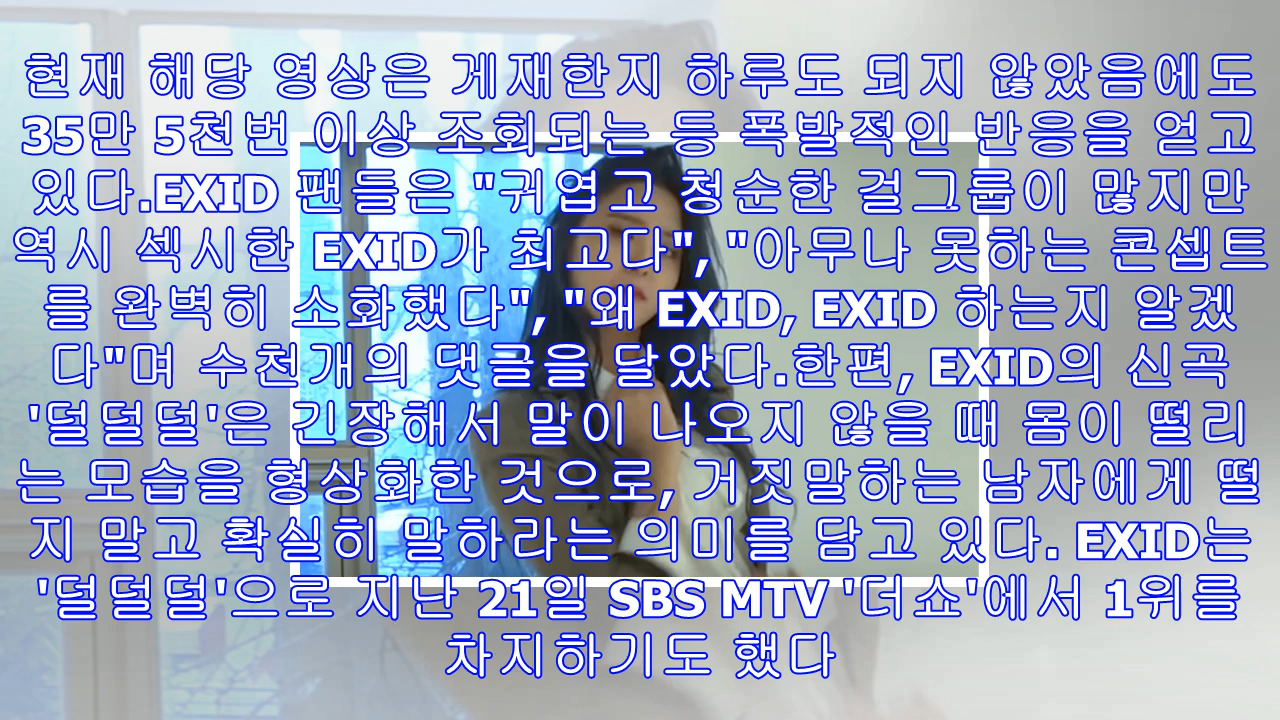 현재 해당 영상은 게재한지 하루도 되지 않았음에도
35만 5천번 이상 조회되는 등 폭발적인 반응을 얻고
있다.EXID 팬들은 "귀엽고 청순한 걸그룹이 많지만
역시 섹시한 EXID가 최고다", "아무나 못하는 콘셉트
를 완벽히 소화했다", "왜 EXID, EXID 하는지 알겠
다"며 수천개의 댓글을 달았다.한편, EXID의 신곡
'덜덜덜'은 긴장해서 말이 나오지 않을 때 몸이 떨리
는 모습을 형상화한 것으로, 거짓말하는 남자에게 떨
지 말고 확실히 말하라는 의미를 담고 있다. EXID는
'덜덜덜'으로 지난 21일 SBS MTV '더쇼'에서 1위를
차지하기도 했다